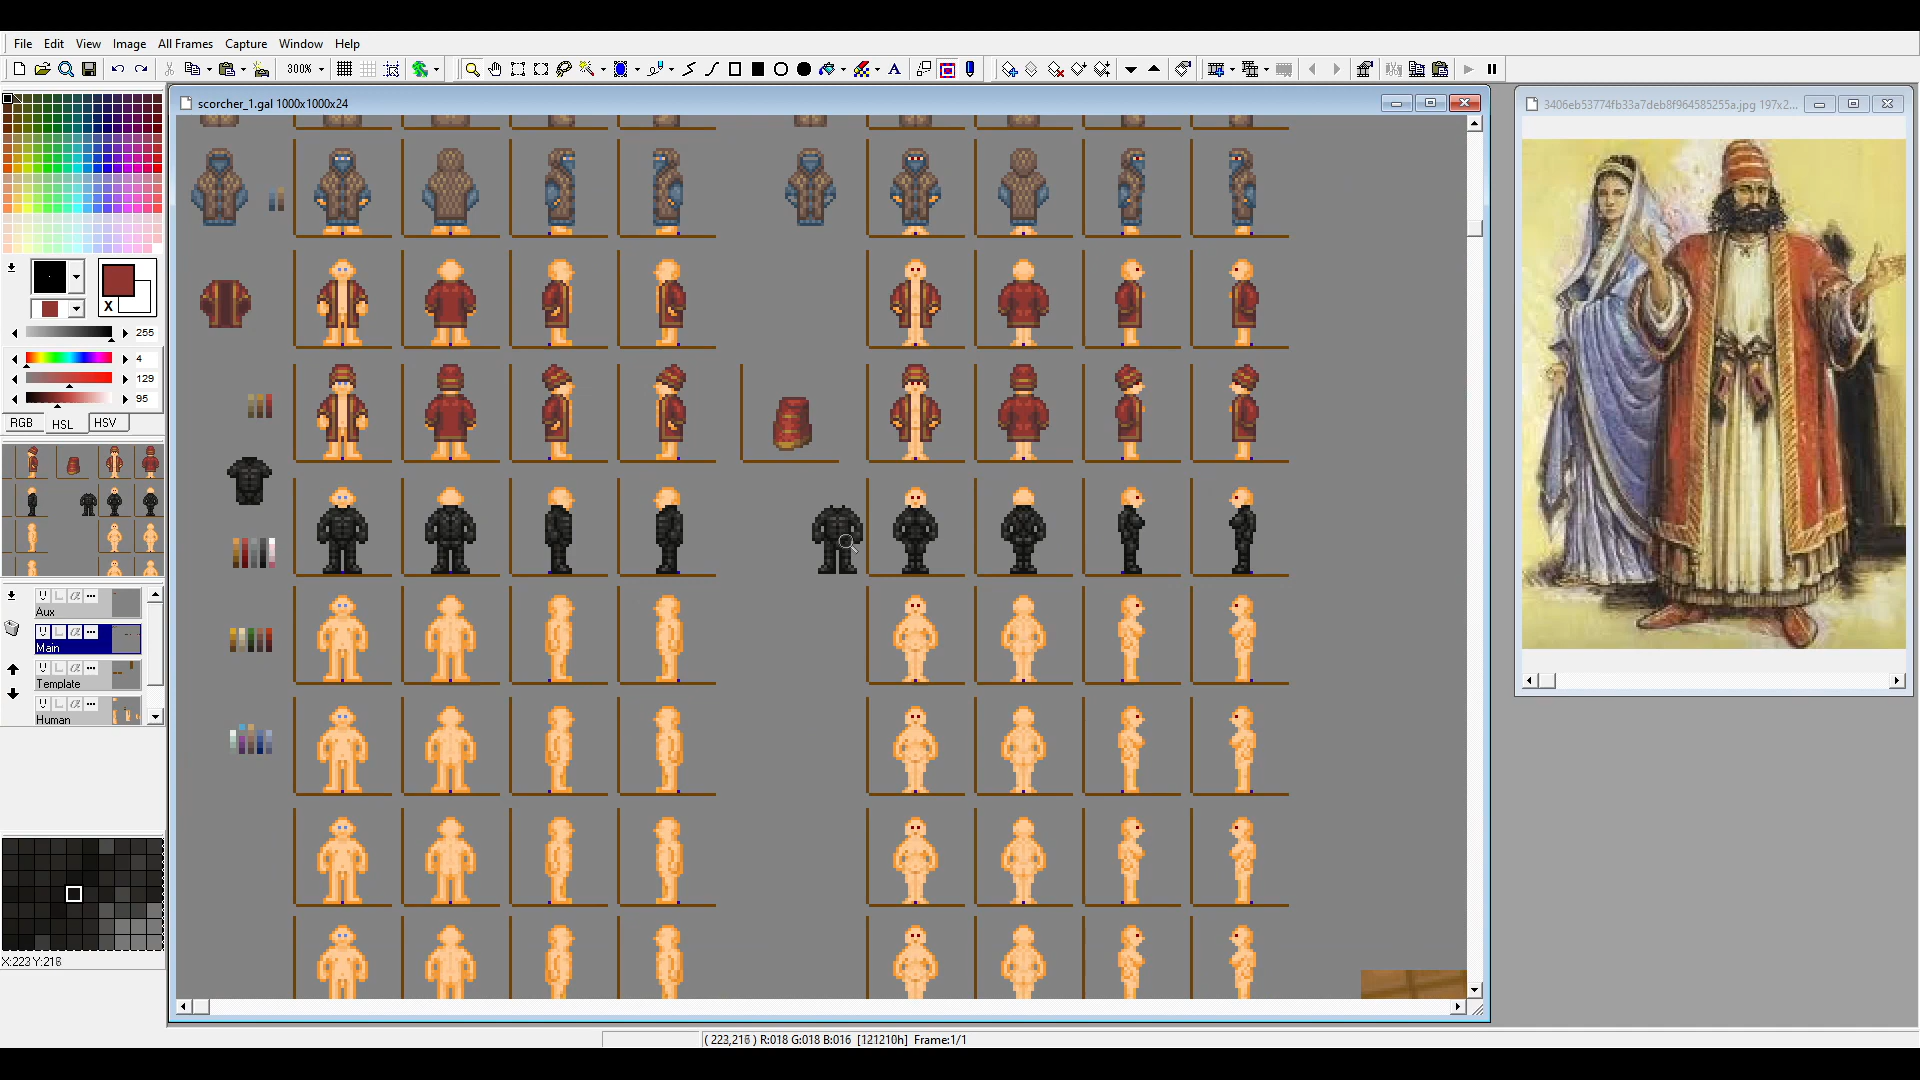 File Edit View Image All Frames Capture Window Help
300% A
scorcher_1.gal 1000x1000x24
3406eb53774fb33a7deb8f964585255a.jpg 197x2...
X
255
4
129
95
RGB HSL HSV
Aux
Main
Template
Human
X:223 Y:216
( 223,216 ) R:018 G:018 B:016 [121210h] Frame:1/1